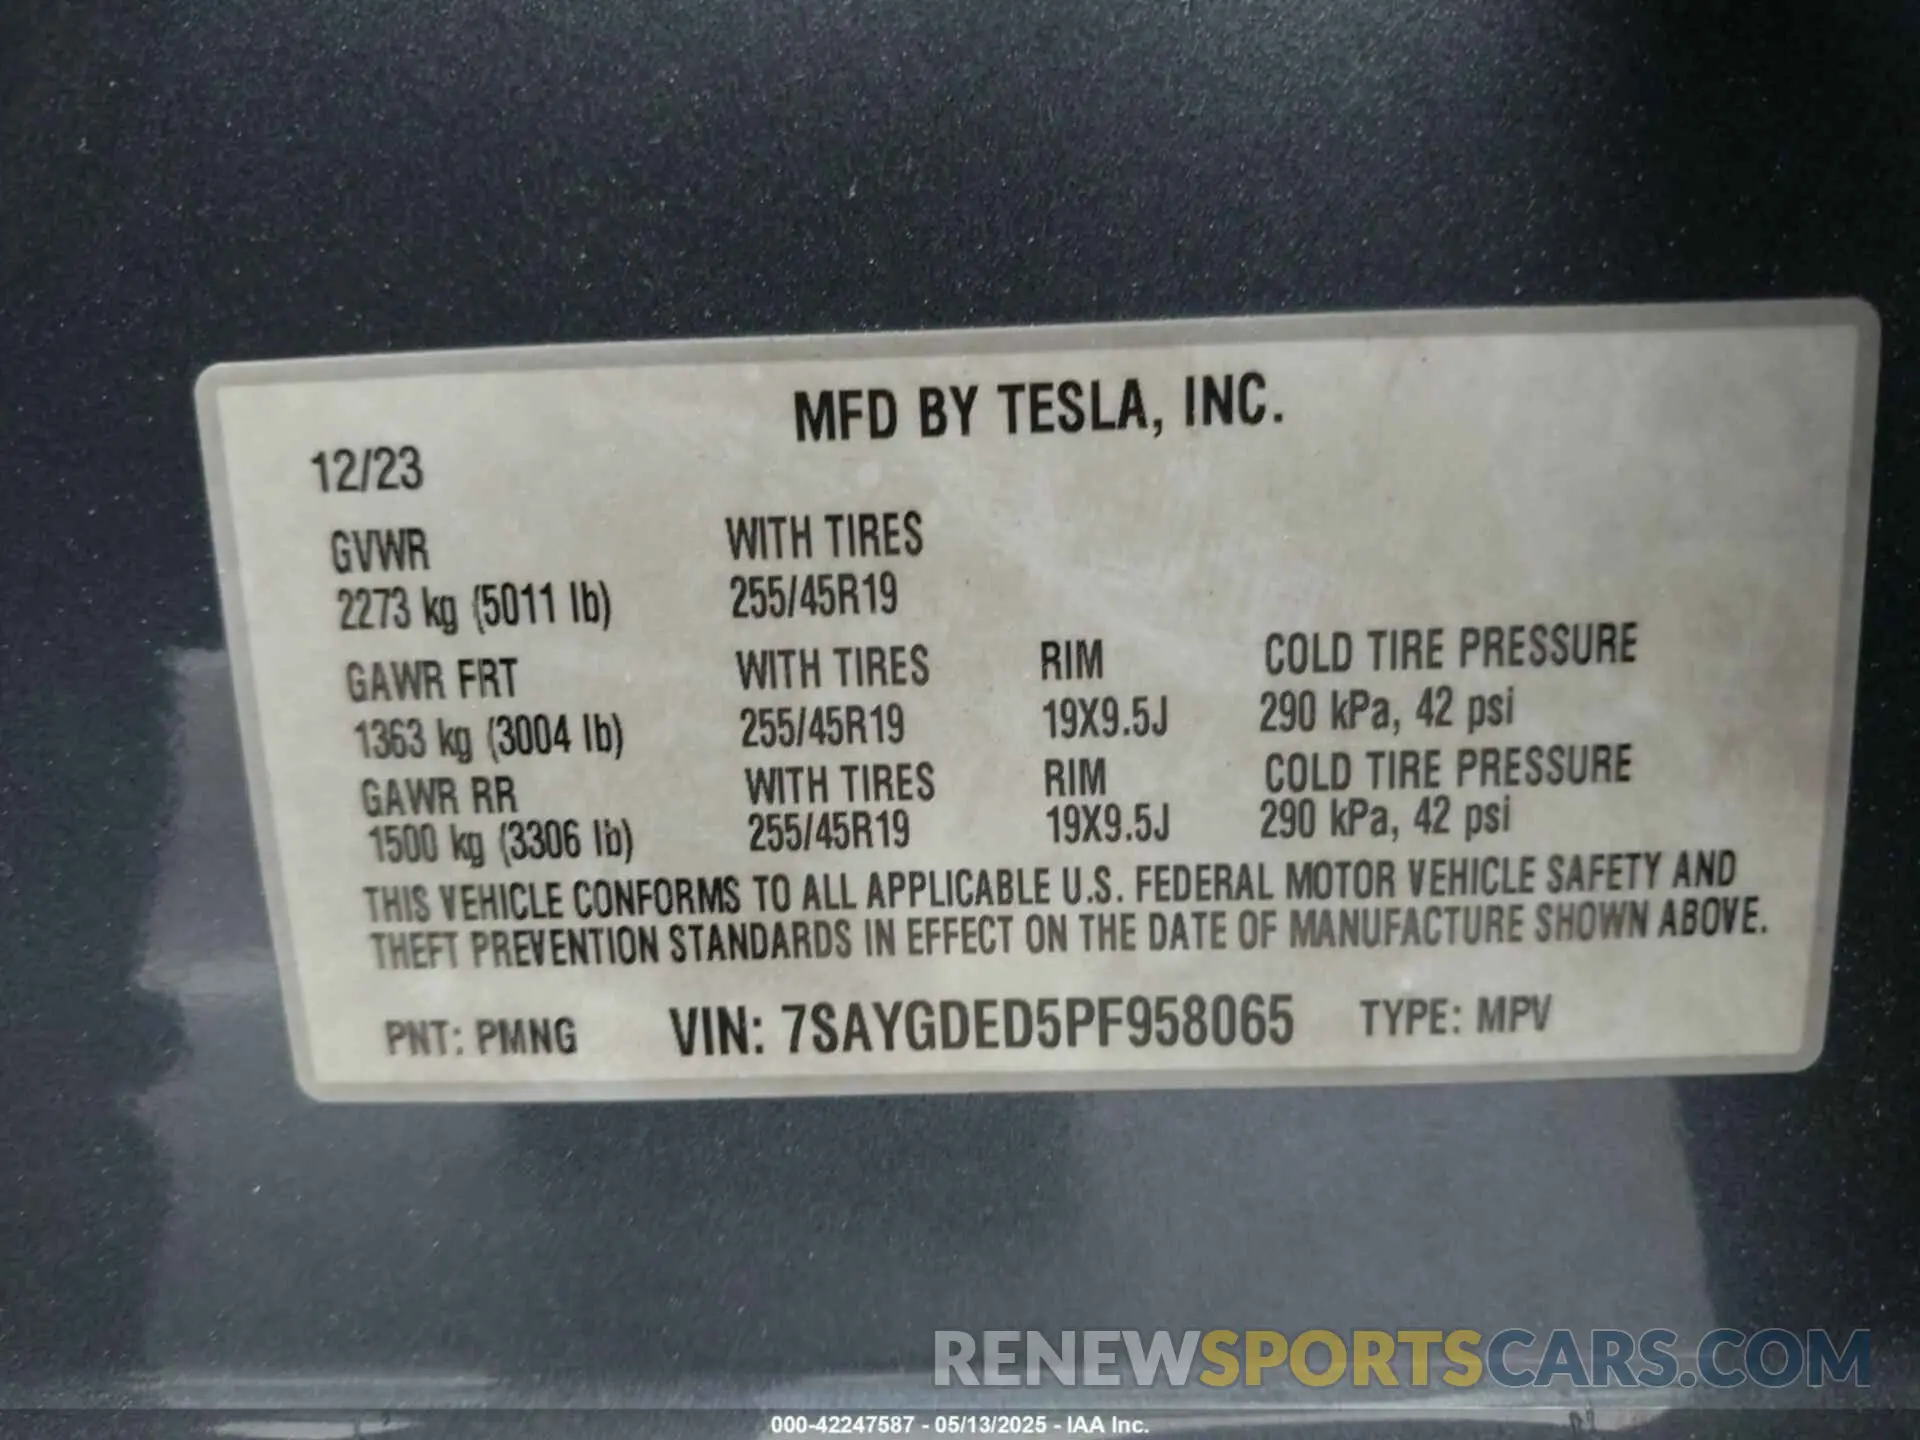 MFD BY TESLA, INC.
12/23
GVWR WITH TIRES
2273 kg (5011 lb) 255/45R19
GAWR FRT WITH TIRES RIM COLD TIRE PRESSURE
1363 kg (3004 lb) 255/45R19 19X9.5J 290 kPa, 42 psi
GAWR RR WITH TIRES RIM COLD TIRE PRESSURE
1500 kg (3306 lb) 255/45R19 19X9.5J 290 kPa, 42 psi
THIS VEHICLE CONFORMS TO ALL APPLICABLE U.S. FEDERAL MOTOR VEHICLE SAFETY AND
THEFT PREVENTION STANDARDS IN EFFECT ON THE DATE OF MANUFACTURE SHOWN ABOVE.
PNT: PMNG VIN: 7SAYGDED5PF958065 TYPE: MPV
RENEWSPORTSCARS.COM
000-42247587 - 05/13/2025 - IAA Inc.